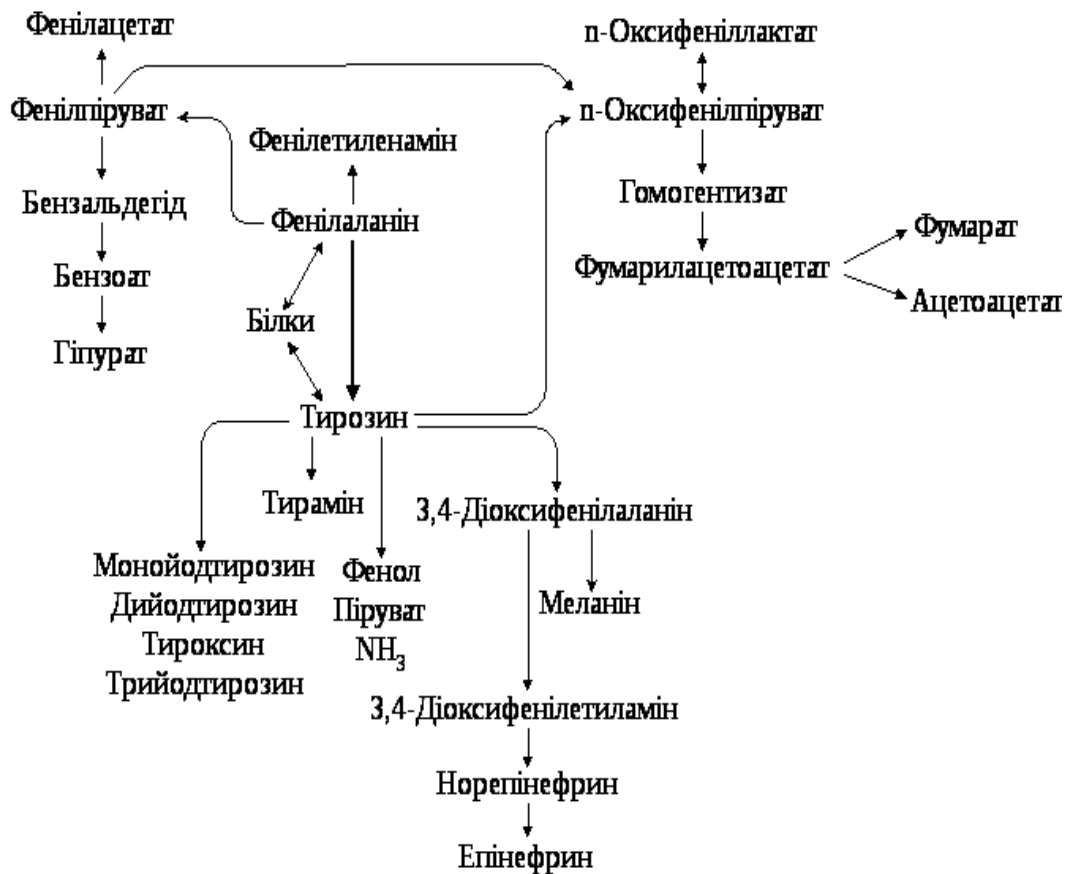 Фенілацетат
n-Оксифеніллактат
Фенілпіруват
n-Оксифенілпіруват
Фенілетиленамін
Бензальдегід
Гомогентизат
Фенілаланін
Фумарат
Бензоат
Фумарилацетоацетат
Ацетоацетат
Білки
Гіпурат
Тирозин
Тирамін
3,4-Діоксифенілаланін
Монойодтирозин
Дийодтирозин
Тироксин
Трийодтирозин
Фенол
Піруват
NH3
Меланін
3,4-Діоксифенілетиламін
Норепінефрин
Епінефрин